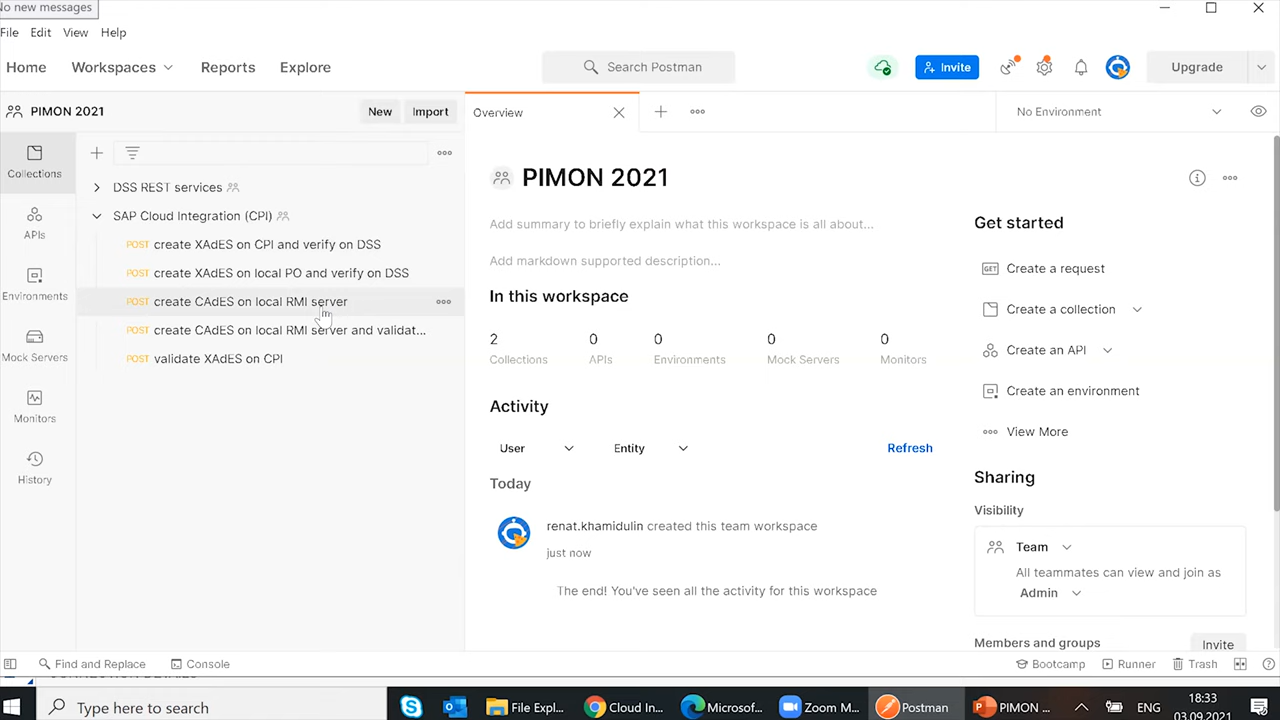 No new messages
File Edit View Help
Home Workspaces Reports Explore Search Postman Invite Upgrade
PIMON 2021 New Import Overview No Environment
Collections
DSS REST services
SAP Cloud Integration (CPI)
POST create XAdES on CPI and verify on DSS
POST create XAdES on local PO and verify on DSS
POST create CAdES on local RMI server
POST create CAdES on local RMI server and validat...
POST validate XAdES on CPI
APIs
Environments
Mock Servers
Monitors
History
PIMON 2021
Add summary to briefly explain what this workspace is all about...
Add markdown supported description...
In this workspace
2 0 0 0 0
Collections APIs Environments Mock Servers Monitors
Activity
User Entity Refresh
Today
renat.khamidulin created this team workspace
just now
The end! You've seen all the activity for this workspace
Get started
GET Create a request
Create a collection
Create an API
Create an environment
View More
Sharing
Visibility
Team
All teammates can view and join as
Admin
Members and groups Invite
Find and Replace Console Bootcamp Runner Trash
Type here to search File Expl... Cloud In... Microsof... Zoom M... Postman PIMON ... ENG 18:33
03.09.2021